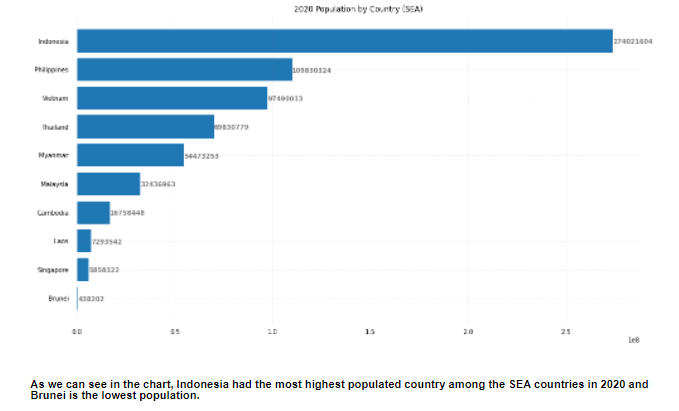 2020 Population by Country (SEA)
Indonesia 274021604
Philippines 109830324
Vietnam 97490013
Thailand 69830779
Myanmar 54473253
Malaysia 32436963
Cambodia 16758448
Laos 7293542
Singapore 5858322
Brunei 438202
0.0 0.5 1.0 1.5 2.0 2.5
1e8
As we can see in the chart, Indonesia had the most highest populated country among the SEA countries in 2020 and
Brunei is the lowest population.